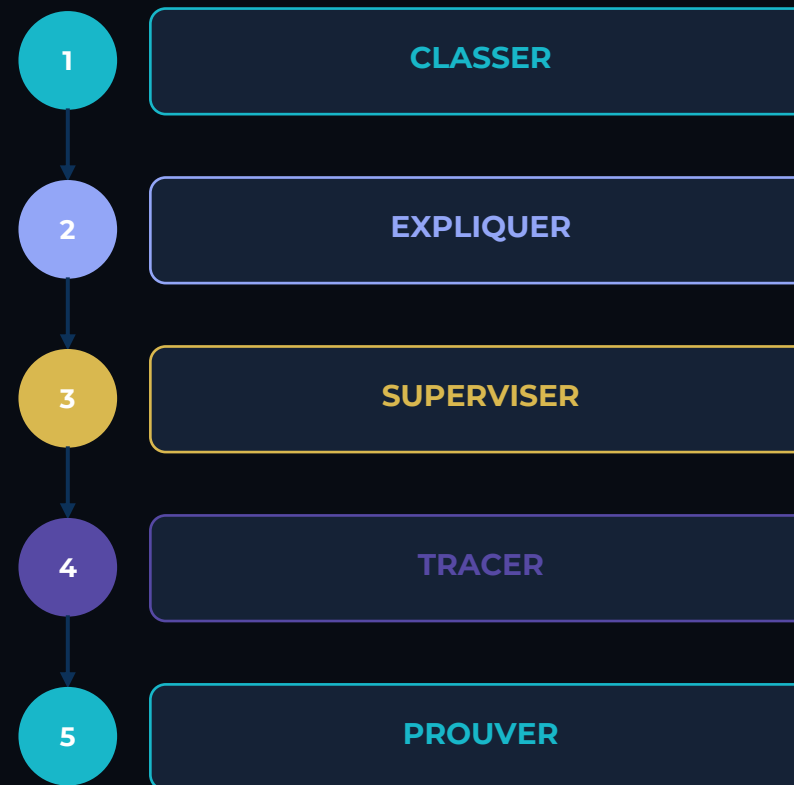 1
CLASSER
2
EXPLIQUER
3
SUPERVISER
4
TRACER
5
PROUVER